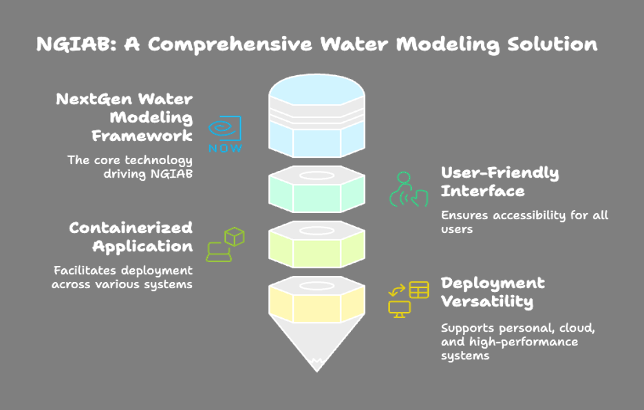 NGIAB: A Comprehensive Water Modeling Solution
NextGen Water
Modeling
Framework
The core technology
driving NGIAB
NOW
User-Friendly
Interface
Ensures accessibility for all
users
Containerized
Application
Facilitates deployment
across various systems
Deployment
Versatility
Supports personal, cloud,
and high-performance
systems